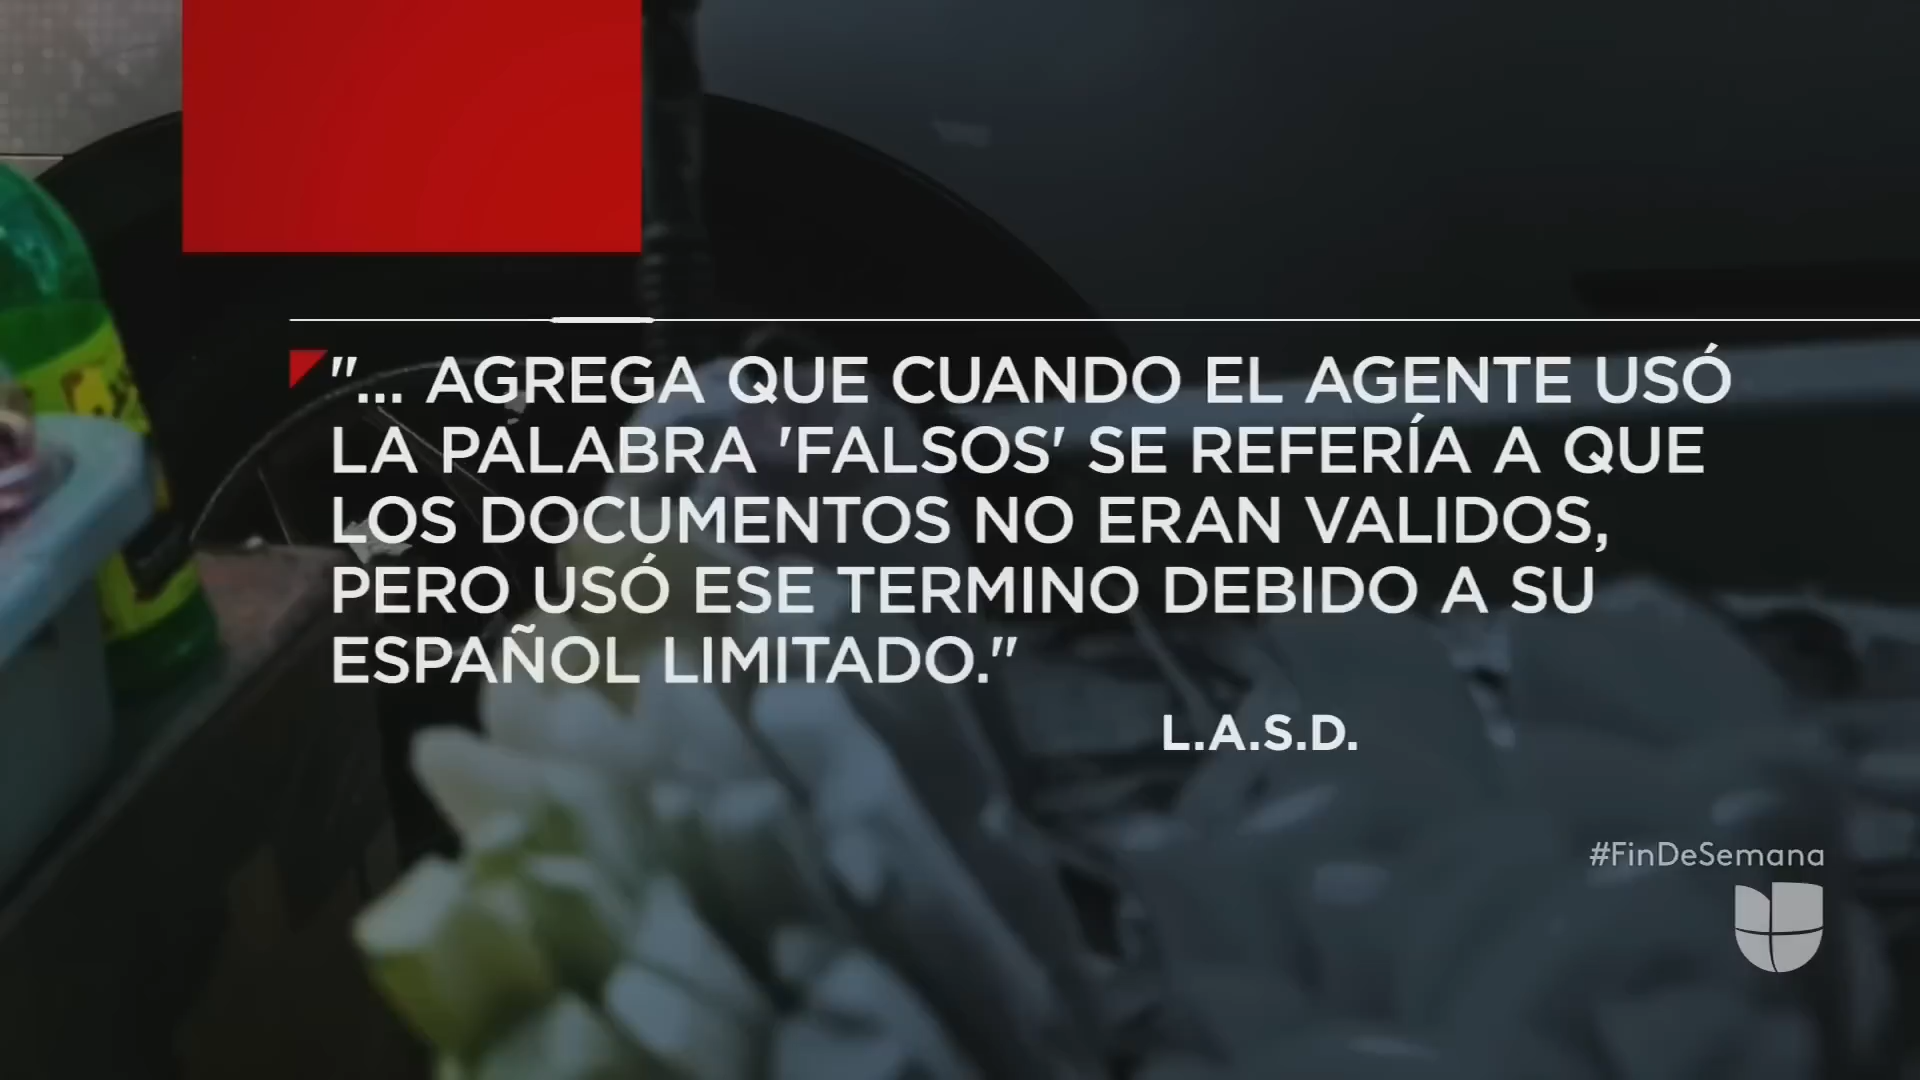 "... AGREGA QUE CUANDO EL AGENTE USÓ
LA PALABRA 'FALSOS' SE REFERÍA A QUE
LOS DOCUMENTOS NO ERAN VALIDOS,
PERO USÓ ESE TERMINO DEBIDO A SU
ESPAÑOL LIMITADO."
L.A.S.D.
#FinDeSemana